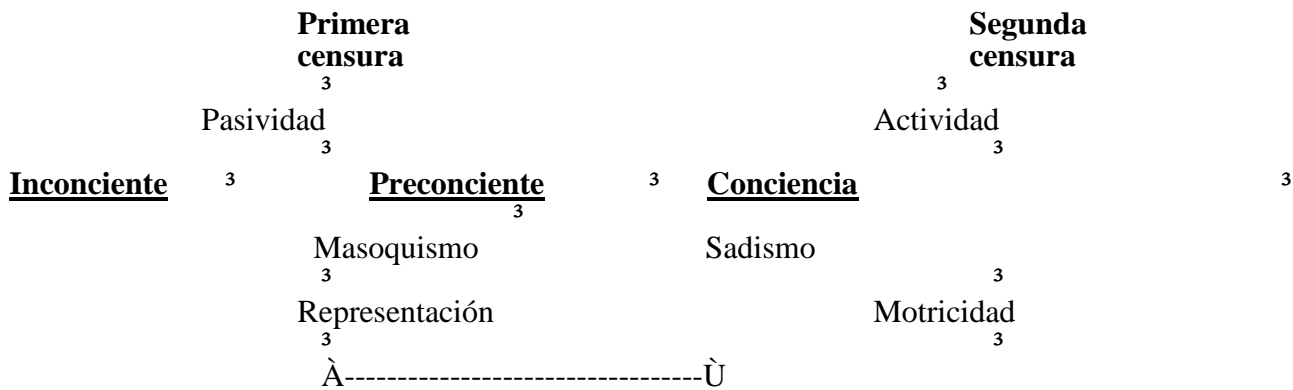 Primera Segunda
censura censura
³ ³
Pasividad Actividad
³ ³
Inconciente ³ Preconciente ³ Conciencia ³
³
Masoquismo Sadismo
³ ³
Representación Motricidad
³ ³
À----------------------------------Ù